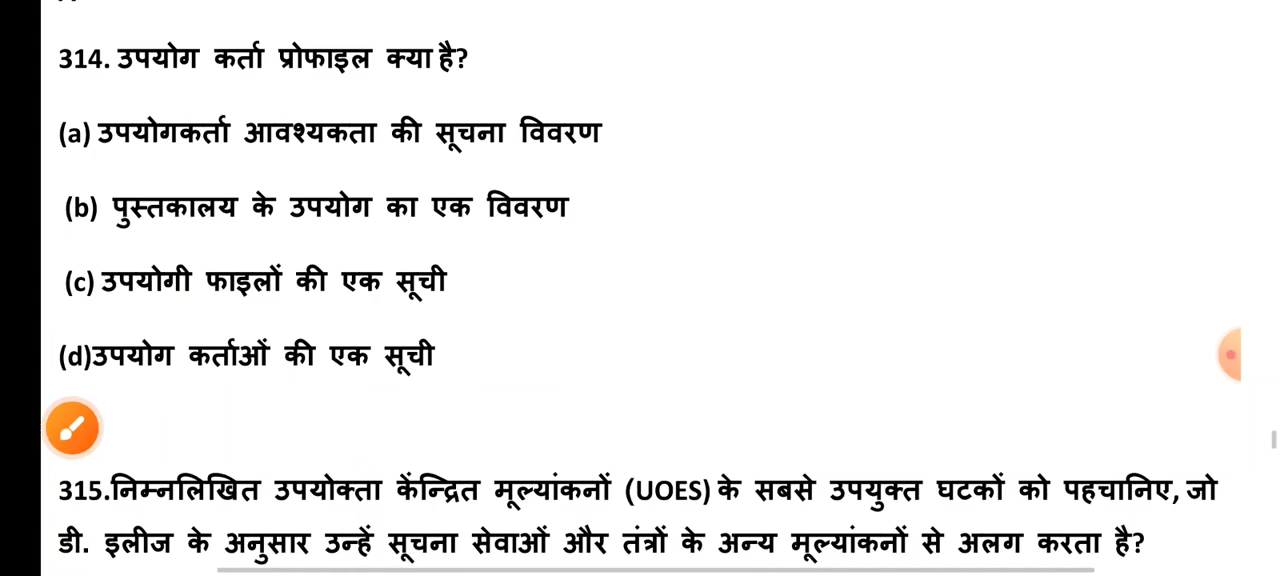 314. उपयोग कर्ता प्रोफाइल क्या है?
(a) उपयोगकर्ता आवश्यकता की सूचना विवरण
(b) पुस्तकालय के उपयोग का एक विवरण
(c) उपयोगी फाइलों की एक सूची
(d)उपयोग कर्ताओं की एक सूची
315.निम्नलिखित उपयोक्ता केंन्द्रित मूल्यांकनों (UOES) के सबसे उपयुक्त घटकों को पहचानिए, जो
डी. इलीज के अनुसार उन्हें सूचना सेवाओं और तंत्रों के अन्य मूल्यांकनों से अलग करता है?